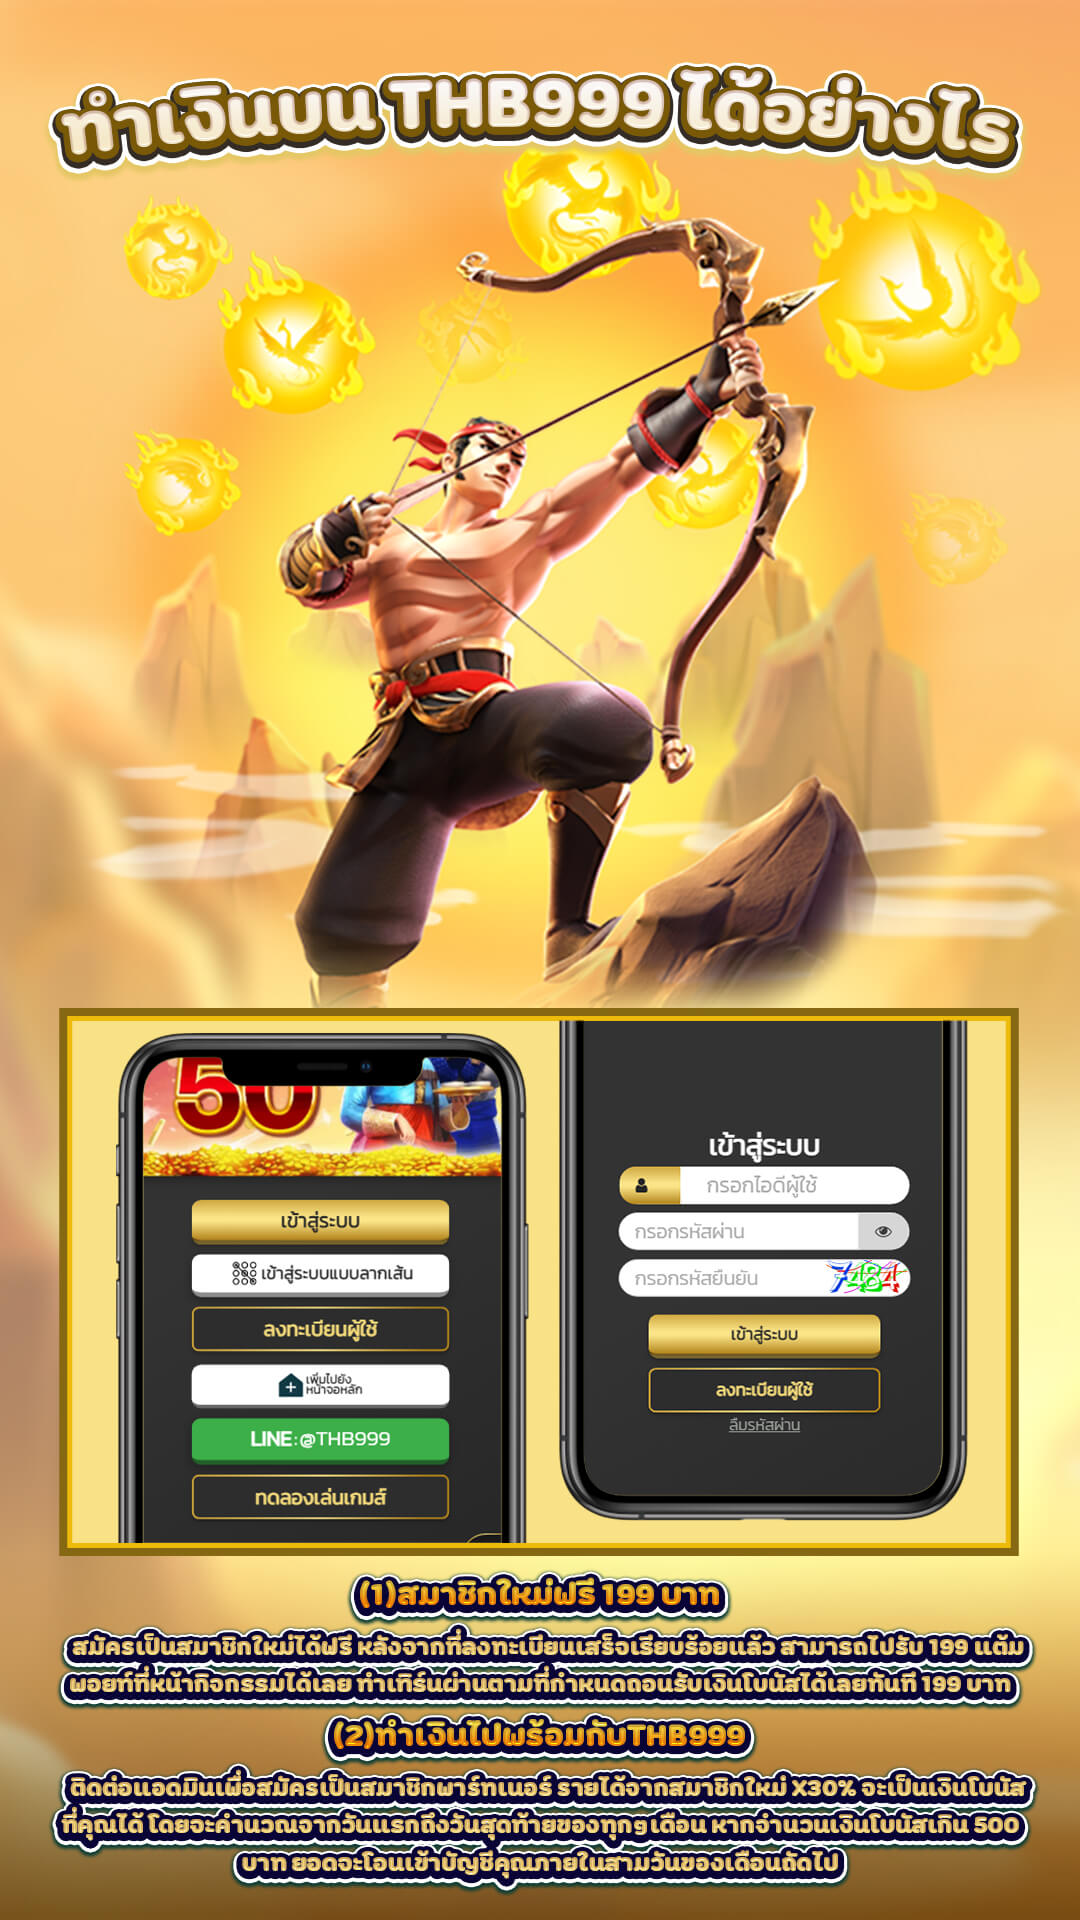 ทำเงินบน THB999 ได้อย่างไร
50
เข้าสู่ระบบ
เข้าสู่ระบบแบบลากเส้น
ลงทะเบียนผู้ใช้
เพิ่มไปยัง
หน้าจอหลัก
LINE:@THB999
ทดลองเล่นเกมส์
เข้าสู่ระบบ
กรอกไอดีผู้ใช้
กรอกรหัสผ่าน
กรอกรหัสยืนยัน
7484
เข้าสู่ระบบ
ลงทะเบียนผู้ใช้
ลืมรหัสผ่าน
(1)สมาชิกใหม่ฟรี 199 บาท
สมัครเป็นสมาชิกใหม่ได้ฟรี หลังจากที่ลงทะเบียนเสร็จเรียบร้อยแล้ว สามารถไปรับ 199 แต้ม
พอยท์ที่หน้ากิจกรรมได้เลย ทำเทิร์นผ่านตามที่กำหนดถอนรับเงินโบนัสได้เลยทันที 199 บาท
(2)ทำเงินไปพร้อมกับTHB999
ติดต่อแอดมินเพื่อสมัครเป็นสมาชิกพาร์ทเนอร์ รายได้จากสมาชิกใหม่ X30% จะเป็นเงินโบนัส
ที่คุณได้ โดยจะคำนวณจากวันแรกถึงวันสุดท้ายของทุกๆ เดือน หากจำนวนเงินโบนัสเกิน 500
บาท ยอดจะโอนเข้าบัญชีคุณภายในสามวันของเดือนถัดไป